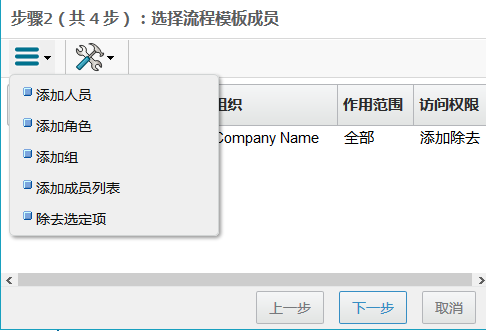 步骤2（共 4 步）：选择流程模板成员
组织 作用范围 访问权限
Company Name 全部 添加除去
添加人员
添加角色
添加组
添加成员列表
除去选定项
上一步 下一步 取消